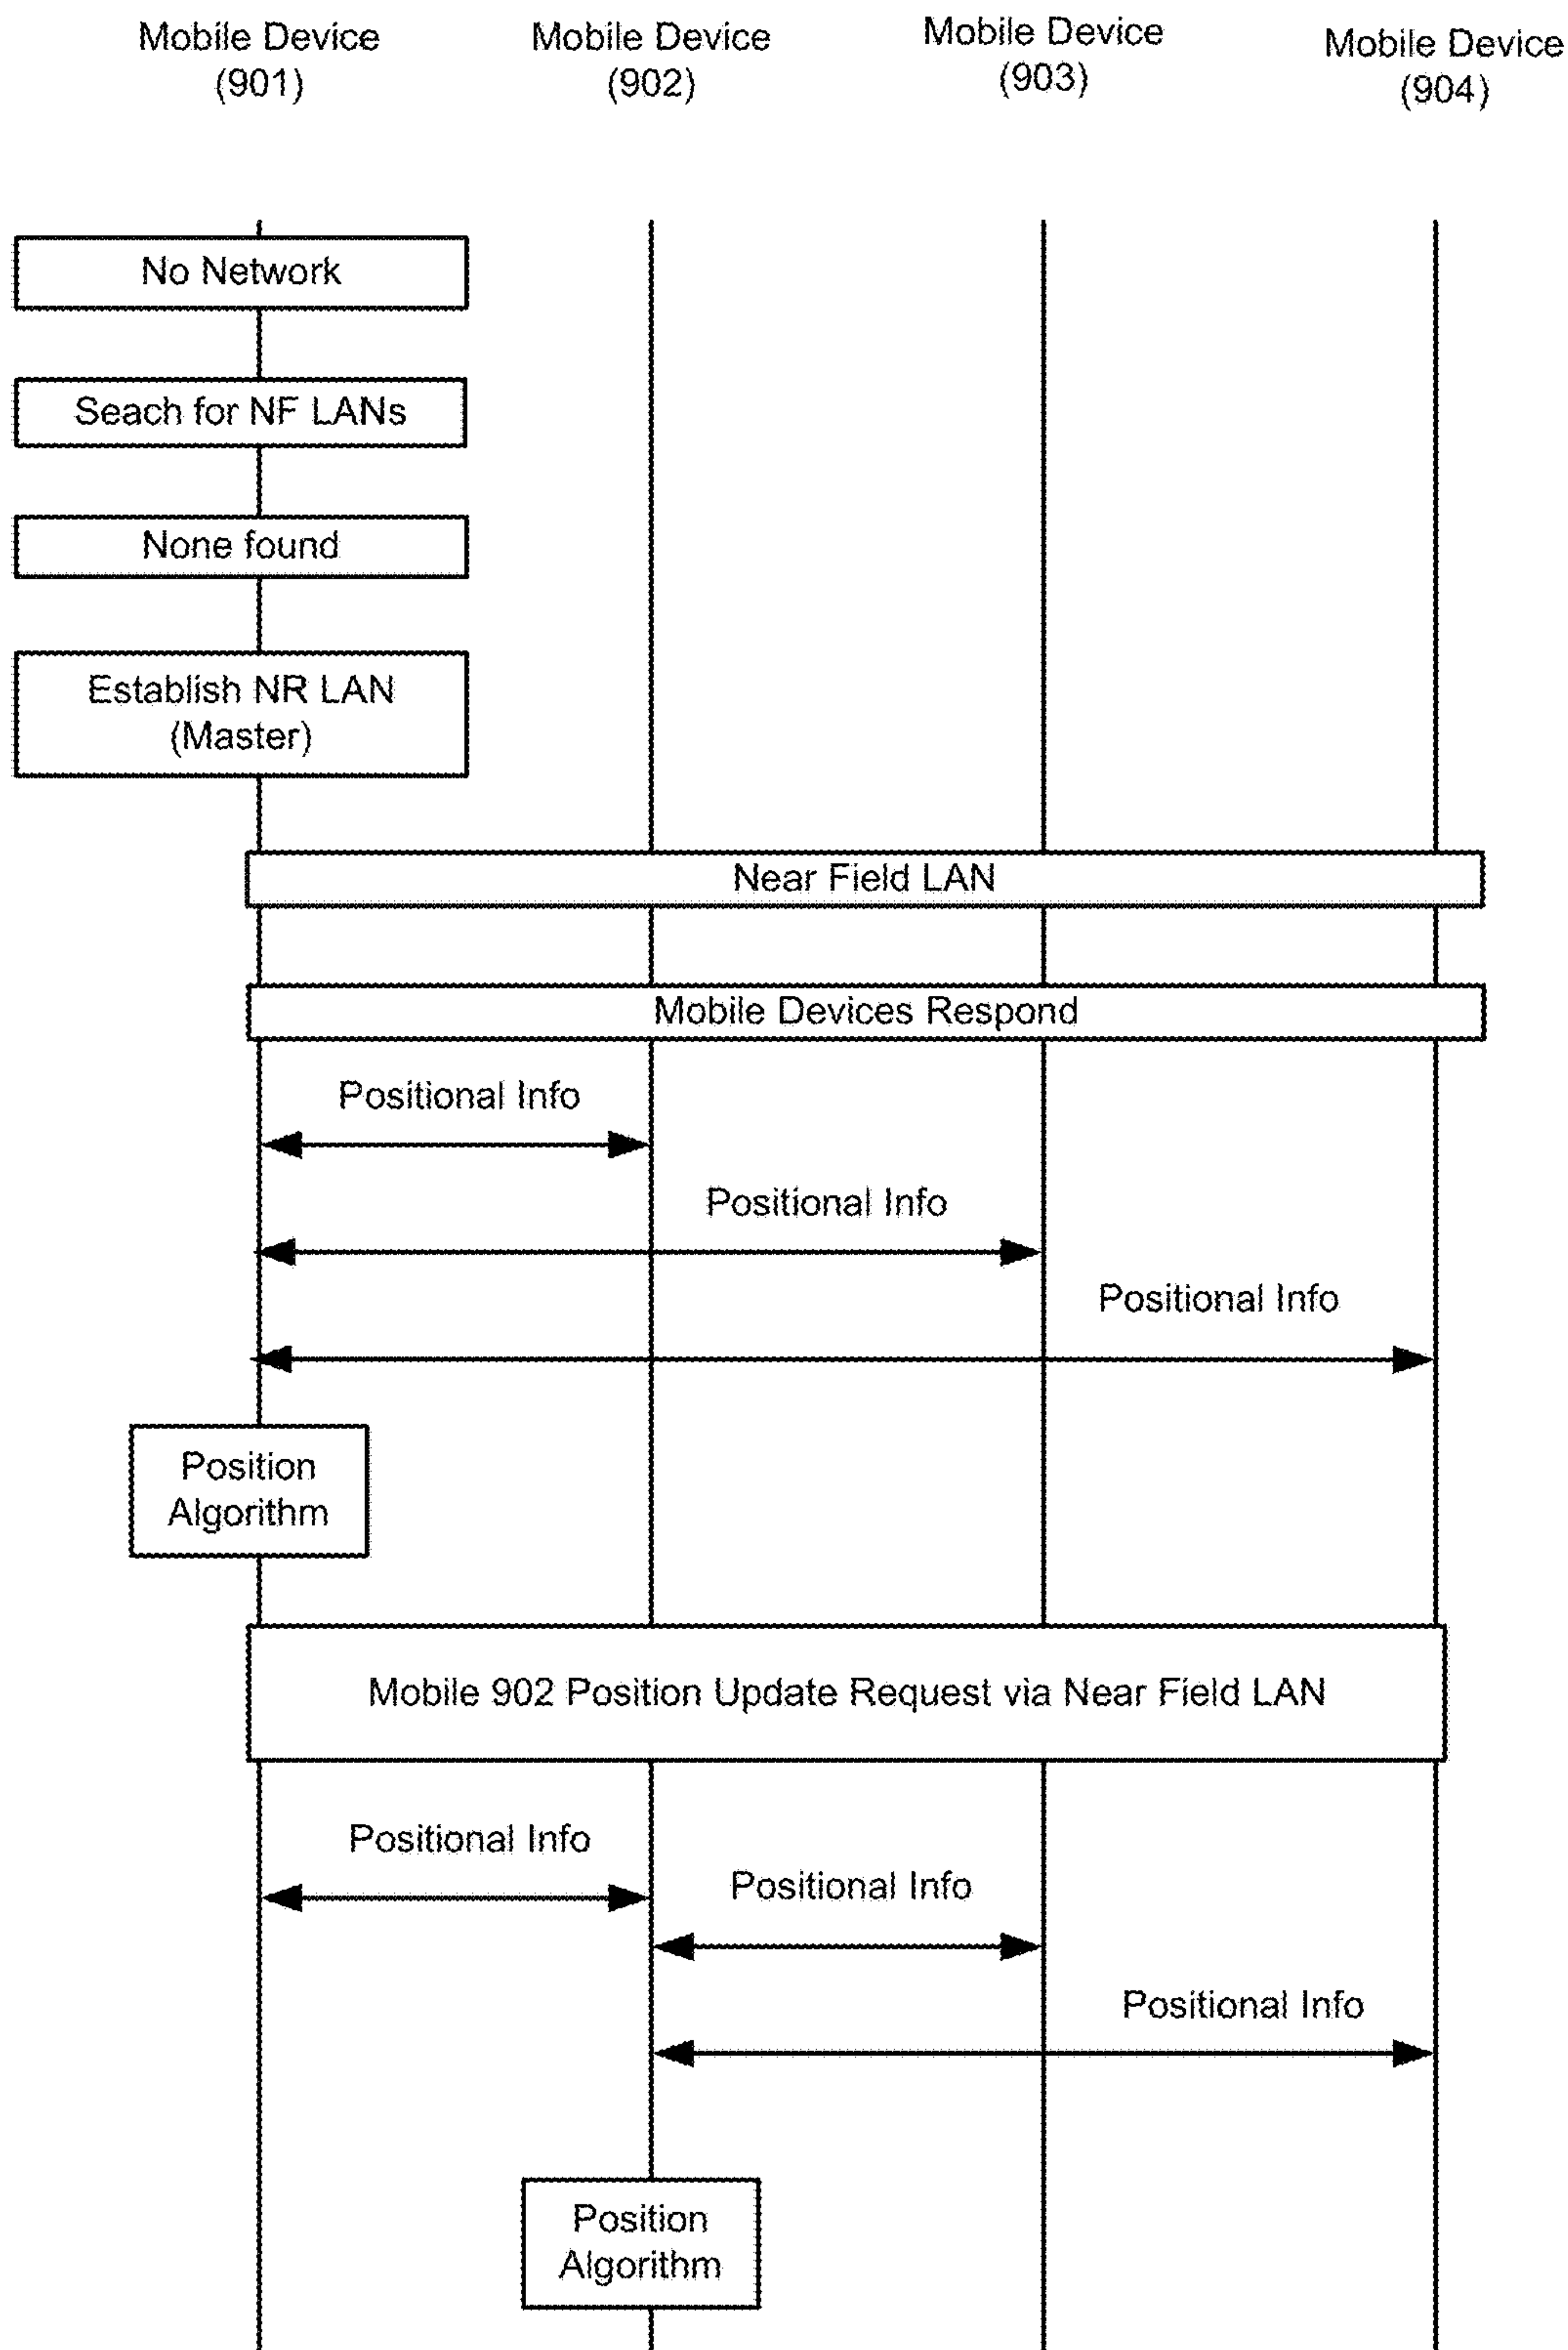 Mobile Device
(901)
Mobile Device
(902)
Mobile Device
(903)
Mobile Device
(904)
No Network
Seach for NF LANs
None found
Establish NR LAN
(Master)
Near Field LAN
Mobile Devices Respond
Positional Info
Positional Info
Positional Info
Position
Algorithm
Mobile 902 Position Update Request via Near Field LAN
Positional Info
Positional Info
Positional Info
Position
Algorithm